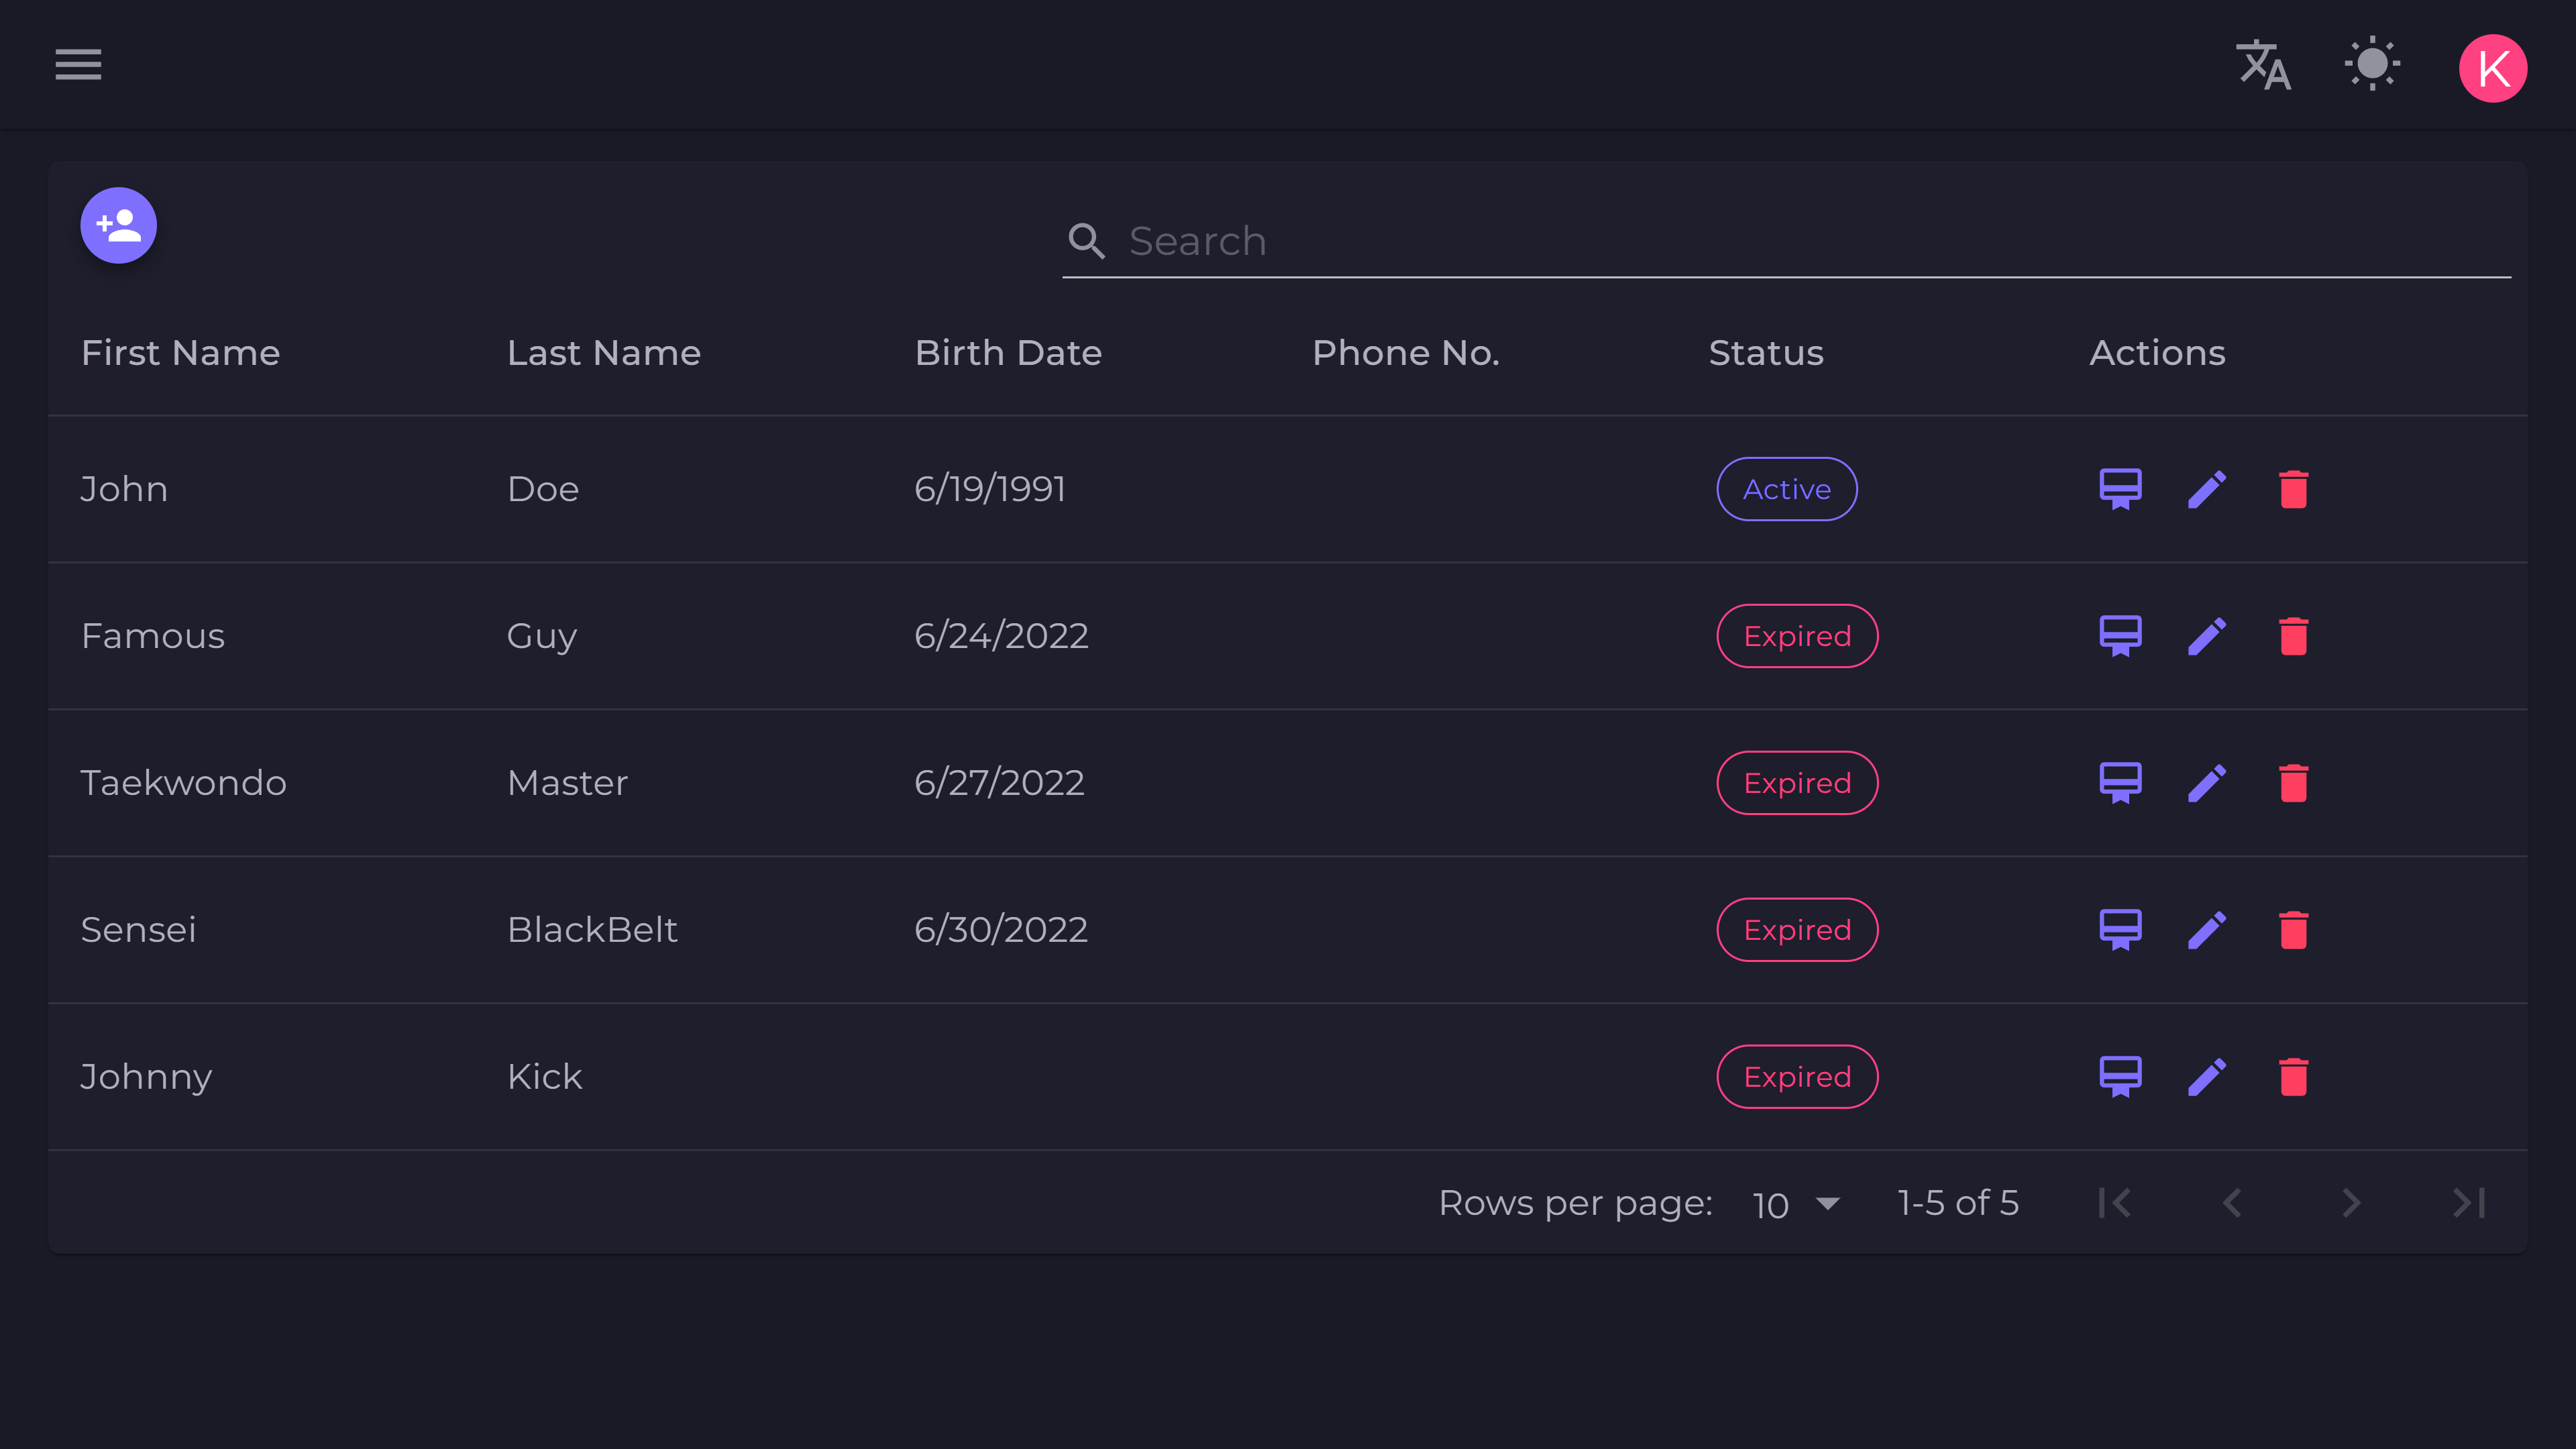 K
Search
First Name Last Name Birth Date Phone No. Status Actions
John Doe 6/19/1991 Active
Famous Guy 6/24/2022 Expired
Taekwondo Master 6/27/2022 Expired
Sensei BlackBelt 6/30/2022 Expired
Johnny Kick Expired
Rows per page: 10 1-5 of 5